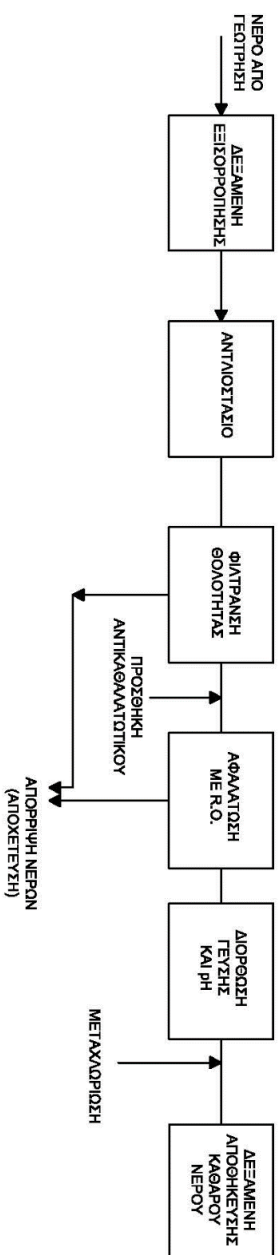 ΝΕΡΟ ΑΠΟ
ΓΕΩΤΡΗΣΗ
ΔΕΞΑΜΕΝΗ
ΕΞΙΣΟΡΡΟΠΗΣΗΣ
ΑΝΤΛΙΟΣΤΑΣΙΟ
ΦΙΛΤΡΑΝΣΗ
ΘΟΛΟΤΗΤΑΣ
ΠΡΟΣΘΗΚΗ
ΑΝΤΙΚΑΘΑΛΑΤΩΤΙΚΟΥ
ΑΦΑΛΑΤΩΣΗ
ΜΕ R.O.
ΑΠΟΡΡΙΨΗ ΝΕΡΩΝ
(ΑΠΟΧΕΤΕΥΣΗ)
ΔΙΟΡΘΩΣΗ
ΓΕΥΣΗΣ
ΚΑΙ pH
ΜΕΤΑΧΛΩΡΙΩΣΗ
ΔΕΞΑΜΕΝΗ
ΑΠΟΘΗΚΕΥΣΗΣ
ΚΑΘΑΡΟΥ
ΝΕΡΟΥ